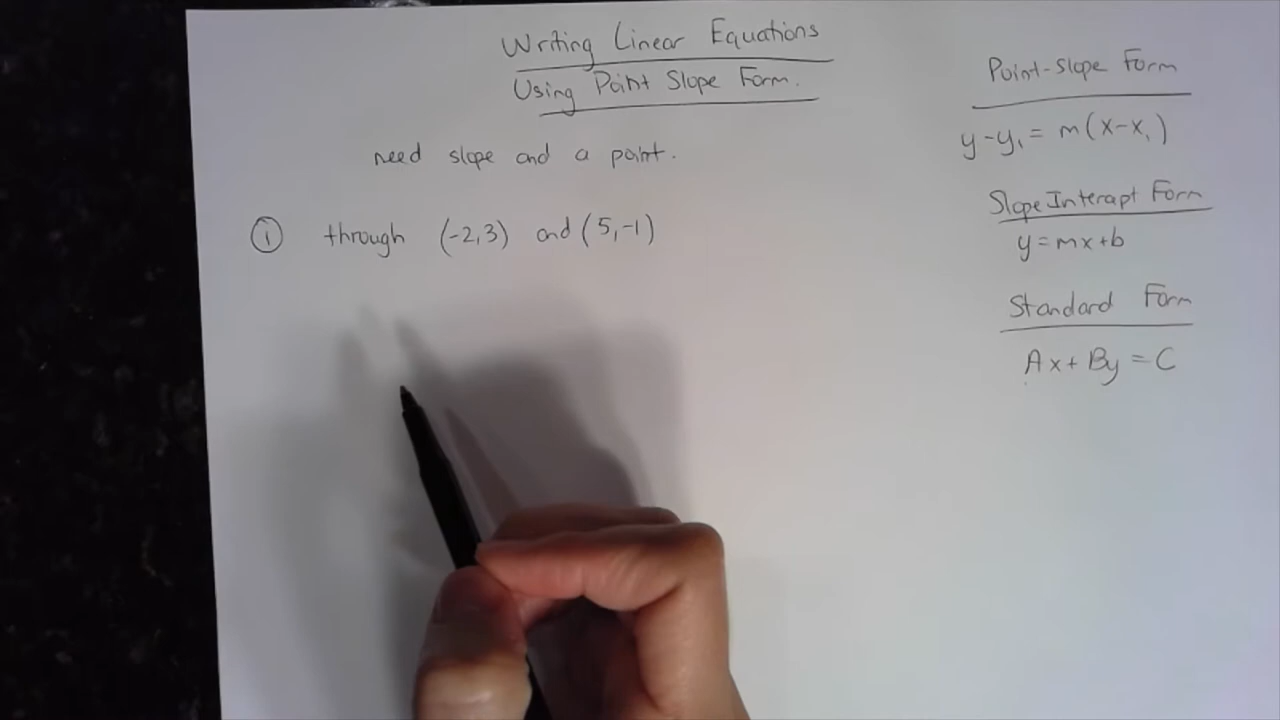 Writing Linear Equations
Using Point Slope Form.
need slope and a point.
① through (-2,3) and (5,-1)
Point-Slope Form
y-y₁ = m(x-x₁)
Slope Intercept Form
y=mx+b
Standard Form
Ax+By=C